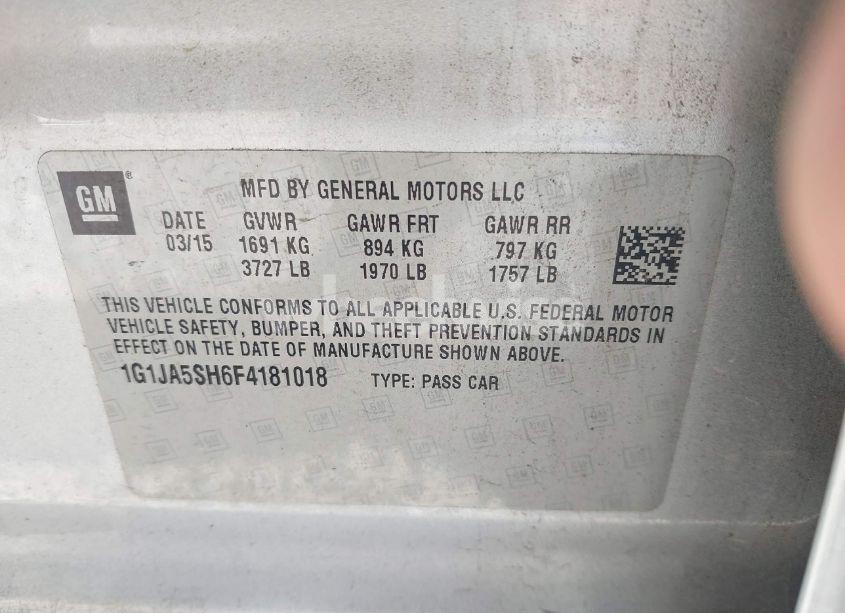 GM ®
MFD BY GENERAL MOTORS LLC
DATE GVWR GAWR FRT GAWR RR
03/15 1691 KG 894 KG 797 KG
3727 LB 1970 LB 1757 LB
THIS VEHICLE CONFORMS TO ALL APPLICABLE U.S. FEDERAL MOTOR
VEHICLE SAFETY, BUMPER, AND THEFT PREVENTION STANDARDS IN
EFFECT ON THE DATE OF MANUFACTURE SHOWN ABOVE.
1G1JA5SH6F4181018 TYPE: PASS CAR